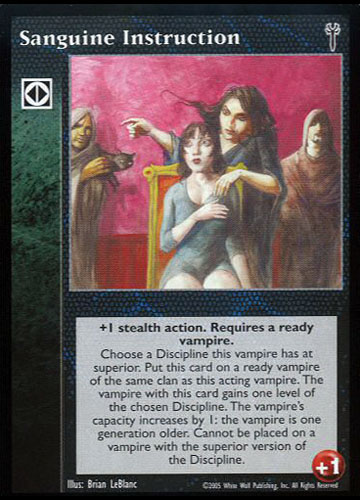 Sanguine Instruction
+1 stealth action. Requires a ready
vampire.
Choose a Discipline this vampire has at
superior. Put this card on a ready vampire
of the same clan as this acting vampire. The
vampire with this card gains one level of
the chosen Discipline. The vampire's
capacity increases by 1: the vampire is one
generation older. Cannot be placed on a
vampire with the superior version of
the Discipline.
+1
Illus: Brian LeBlanc
©2005 White Wolf Publishing, Inc. All Rights Reserved.